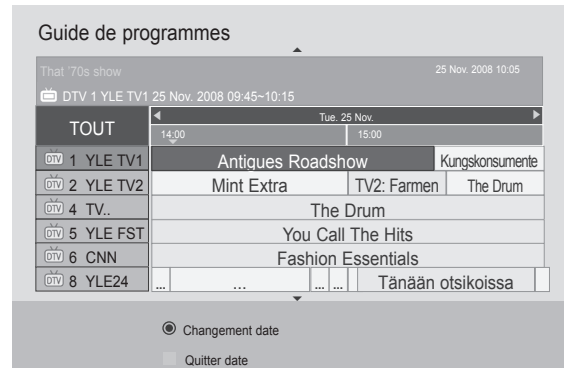 Guide de programmes
That '70s show
25 Nov. 2008 10:05
DTV 1 YLE TV1 25 Nov. 2008 09:45~10:15
TOUT
Tue. 25 Nov.
14:00 15:00
DTV 1 YLE TV1 Antigues Roadshow Kungskonsumente
DTV 2 YLE TV2 Mint Extra TV2: Farmen The Drum
DTV 4 TV.. The Drum
DTV 5 YLE FST You Call The Hits
DTV 6 CNN Fashion Essentials
DTV 8 YLE24 ... ... ... ... Tänään otsikoissa
Changement date
Quitter date